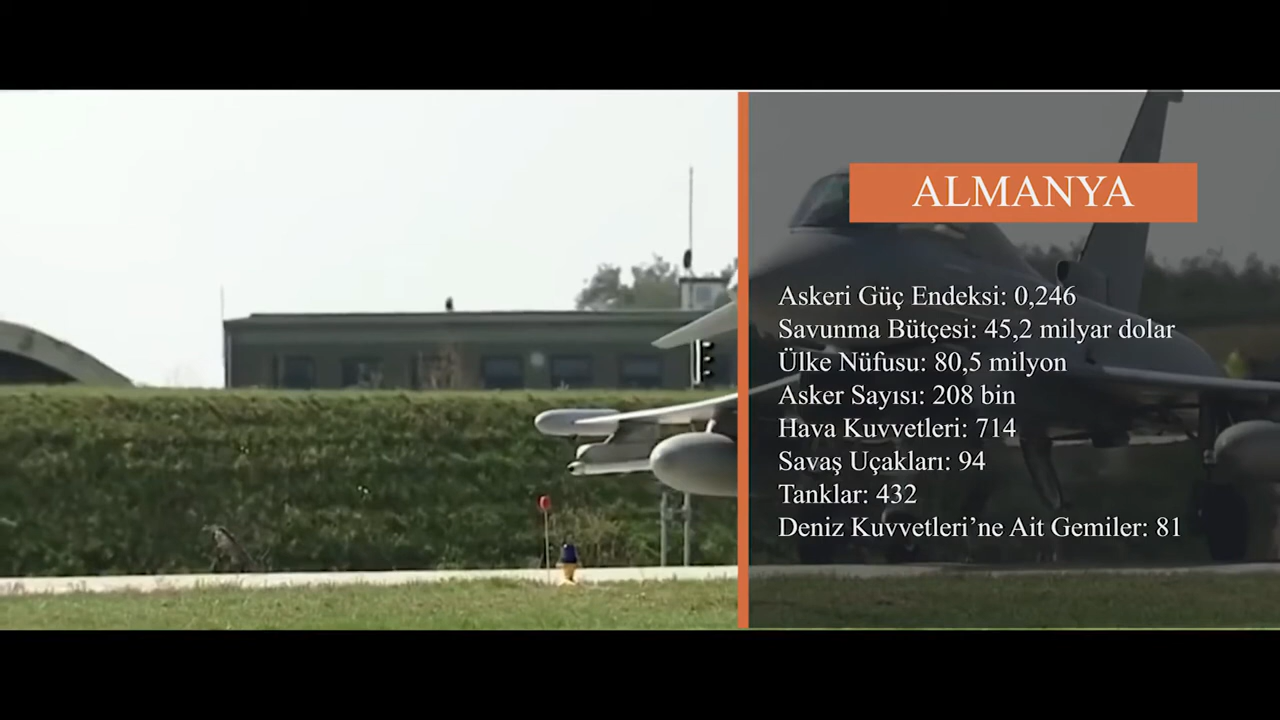 ALMANYA
Askeri Güç Endeksi: 0,246
Savunma Bütçesi: 45,2 milyar dolar
Ülke Nüfusu: 80,5 milyon
Asker Sayısı: 208 bin
Hava Kuvvetleri: 714
Savaş Uçakları: 94
Tanklar: 432
Deniz Kuvvetleri’ne Ait Gemiler: 81